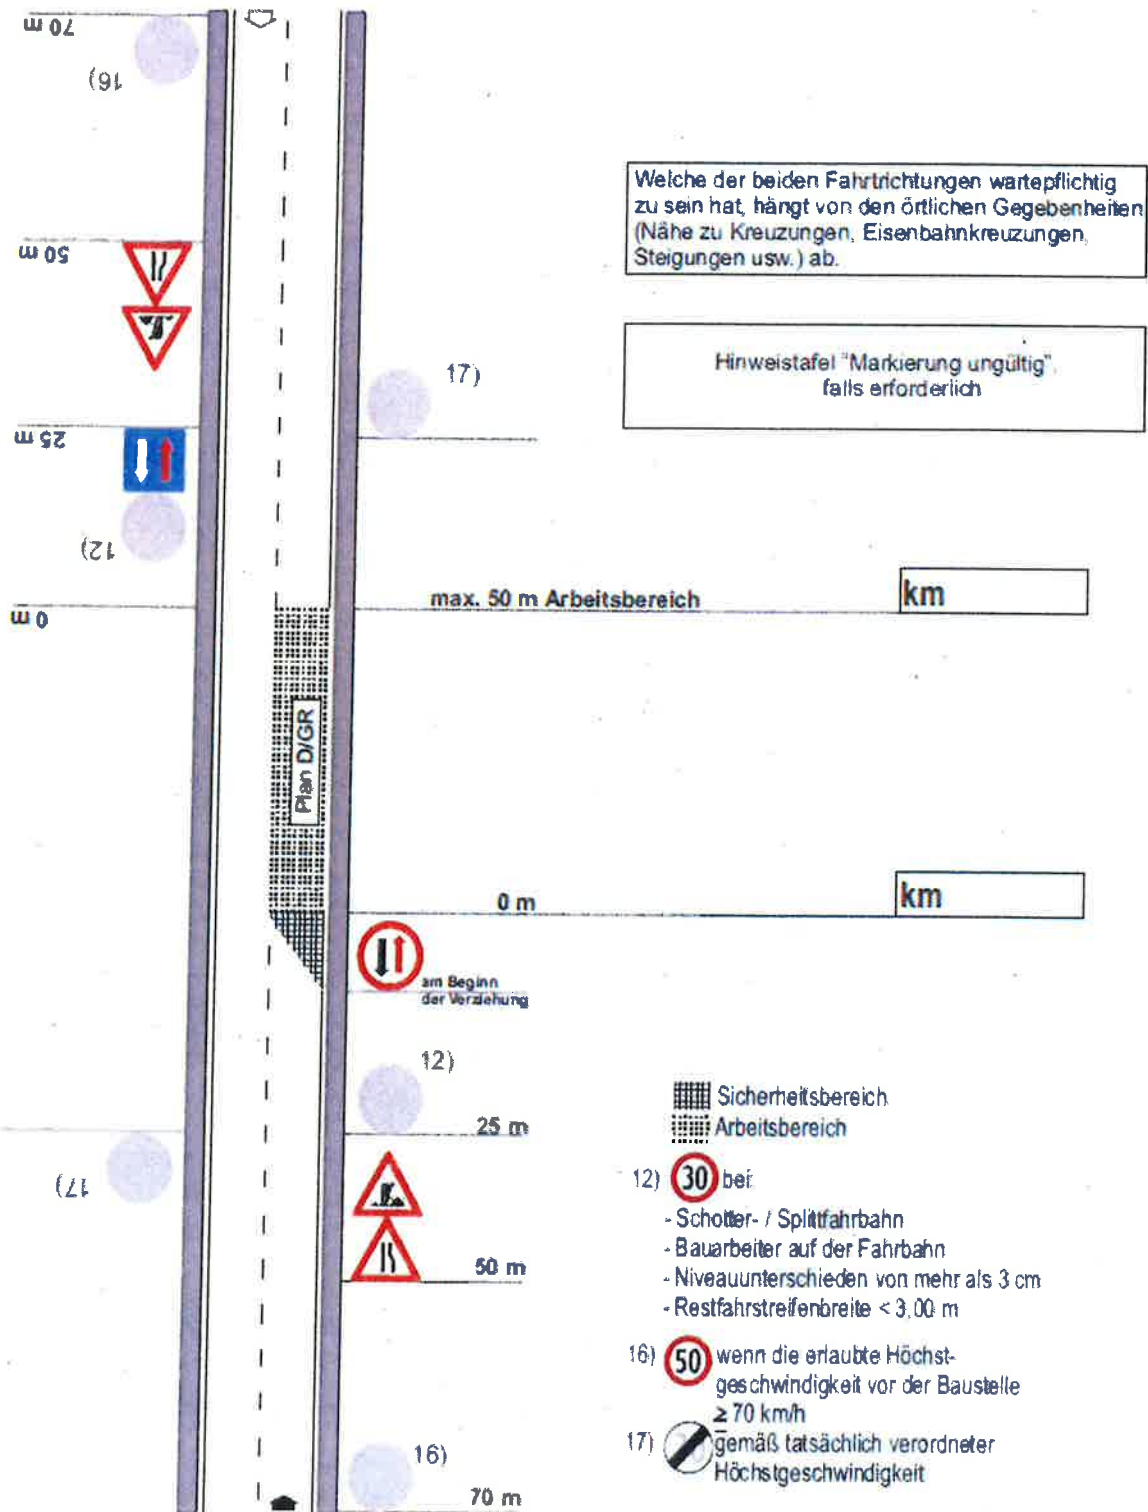 70 m
16)
50 m
25 m
12)
0 m
17)
Welche der beiden Fahrtrichtungen wartepflichtig
zu sein hat, hängt von den örtlichen Gegebenheiten
(Nähe zu Kreuzungen, Eisenbahnkreuzungen,
Steigungen usw.) ab.
Hinweistafel "Markierung ungültig",
falls erforderlich
17)
max. 50 m Arbeitsbereich
km
Plan D/GR
0 m
km
am Beginn
der Verziehung
12)
25 m
50 m
16)
70 m
Sicherheitsbereich
Arbeitsbereich
12) 30 bei:
- Schotter- / Splittfahrbahn
- Bauarbeiter auf der Fahrbahn
- Niveauunterschieden von mehr als 3 cm
- Restfahrstreifenbreite < 3,00 m
16) 50 wenn die erlaubte Höchst-
geschwindigkeit vor der Baustelle
≥ 70 km/h
17) gemäß tatsächlich verordneter
Höchstgeschwindigkeit